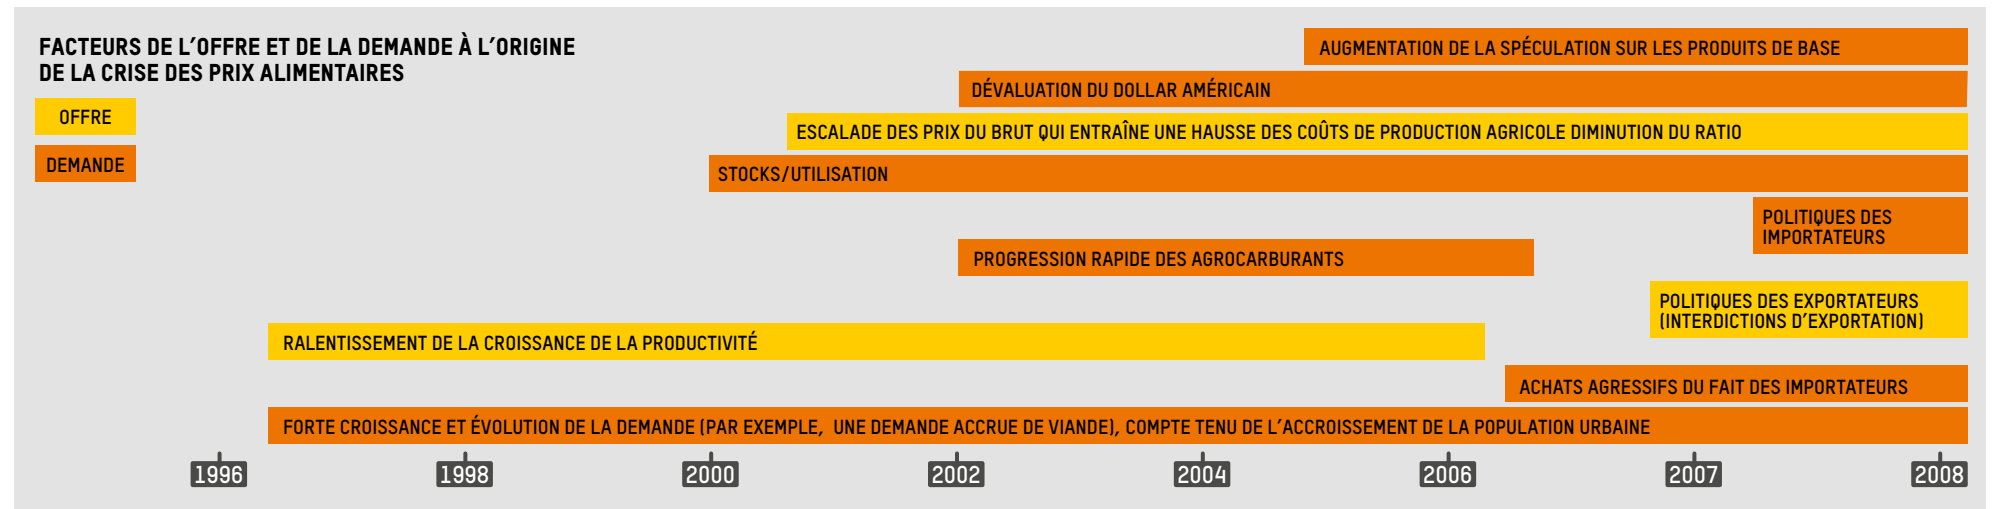 FACTEURS DE L’OFFRE ET DE LA DEMANDE À L’ORIGINE
DE LA CRISE DES PRIX ALIMENTAIRES
OFFRE
DEMANDE
AUGMENTATION DE LA SPÉCULATION SUR LES PRODUITS DE BASE
DÉVALUATION DU DOLLAR AMÉRICAIN
ESCALADE DES PRIX DU BRUT QUI ENTRAÎNE UNE HAUSSE DES COÛTS DE PRODUCTION AGRICOLE DIMINUTION DU RATIO
STOCKS/UTILISATION
POLITIQUES DES
IMPORTATEURS
PROGRESSION RAPIDE DES AGROCARBURANTS
POLITIQUES DES EXPORTATEURS
(INTERDICTIONS D’EXPORTATION)
RALENTISSEMENT DE LA CROISSANCE DE LA PRODUCTIVITÉ
ACHATS AGRESSIFS DU FAIT DES IMPORTATEURS
FORTE CROISSANCE ET ÉVOLUTION DE LA DEMANDE (PAR EXEMPLE, UNE DEMANDE ACCRUE DE VIANDE), COMPTE TENU DE L’ACCROISSEMENT DE LA POPULATION URBAINE
1996 1998 2000 2002 2004 2006 2007 2008